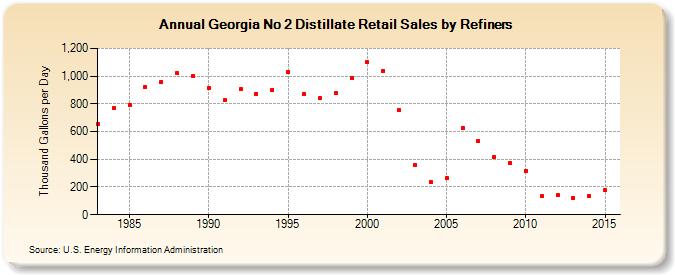 Annual Georgia No 2 Distillate Retail Sales by Refiners
Thousand Gallons per Day
1,200
1,000
800
600
400
200
0
1985 1990 1995 2000 2005 2010 2015
Source: U.S. Energy Information Administration